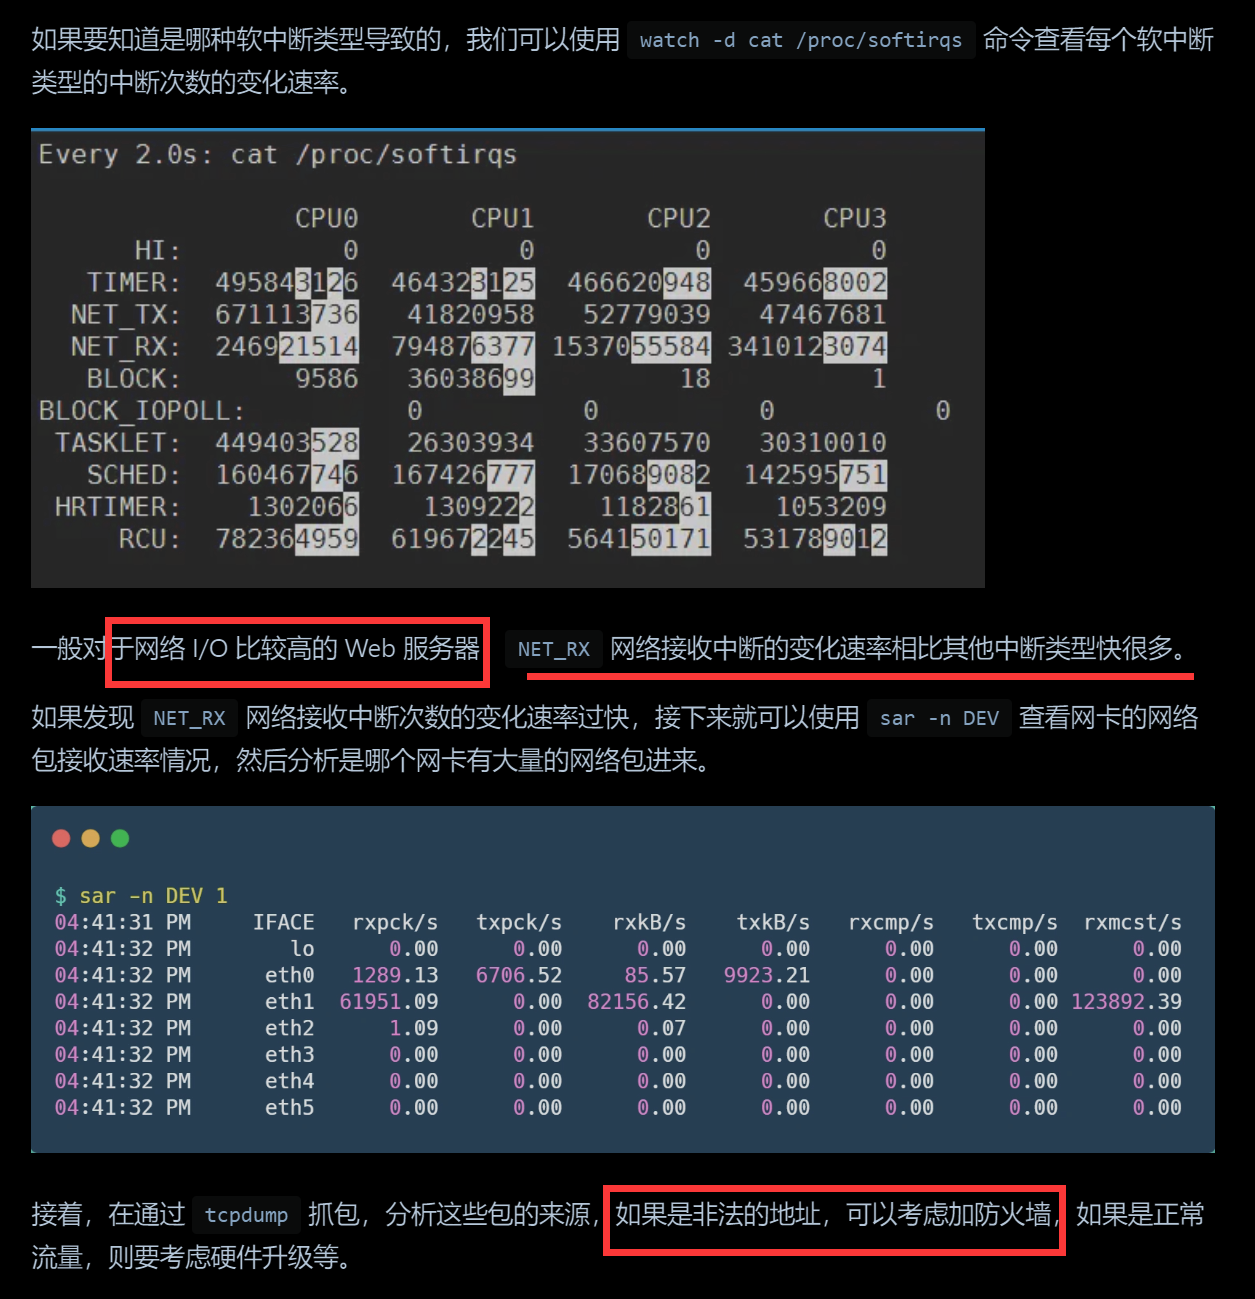 如果要知道是哪种软中断类型导致的，我们可以使用 watch -d cat /proc/softirqs 命令查看每个软中断
类型的中断次数的变化速率。
Every 2.0s: cat /proc/softirqs
CPU0 CPU1 CPU2 CPU3
HI: 0 0 0 0
TIMER: 495843126 464323125 466620948 459668002
NET_TX: 671113736 41820958 52779039 47467681
NET_RX: 246921514 794876377 1537055584 3410123074
BLOCK: 9586 36038699 18 1
BLOCK_IOPOLL: 0 0 0 0
TASKLET: 449403528 26303934 33607570 30310010
SCHED: 160467746 167426777 170689082 142595751
HRTIMER: 1302066 1309222 1182861 1053209
RCU: 782364959 619672245 564150171 531789012
一般对于网络 I/O 比较高的 Web 服务器 NET_RX 网络接收中断的变化速率相比其他中断类型快很多。
如果发现 NET_RX 网络接收中断次数的变化速率过快，接下来就可以使用 sar -n DEV 查看网卡的网络
包接收速率情况，然后分析是哪个网卡有大量的网络包进来。
$ sar -n DEV 1
04:41:31 PM IFACE rxpck/s txpck/s rxkB/s txkB/s rxcmp/s txcmp/s rxmcst/s
04:41:32 PM lo 0.00 0.00 0.00 0.00 0.00 0.00 0.00
04:41:32 PM eth0 1289.13 6706.52 85.57 9923.21 0.00 0.00 0.00
04:41:32 PM eth1 61951.09 0.00 82156.42 0.00 0.00 0.00 123892.39
04:41:32 PM eth2 1.09 0.00 0.07 0.00 0.00 0.00 0.00
04:41:32 PM eth3 0.00 0.00 0.00 0.00 0.00 0.00 0.00
04:41:32 PM eth4 0.00 0.00 0.00 0.00 0.00 0.00 0.00
04:41:32 PM eth5 0.00 0.00 0.00 0.00 0.00 0.00 0.00
接着，在通过 tcpdump 抓包，分析这些包的来源，如果是非法的地址，可以考虑加防火墙，如果是正常
流量，则要考虑硬件升级等。